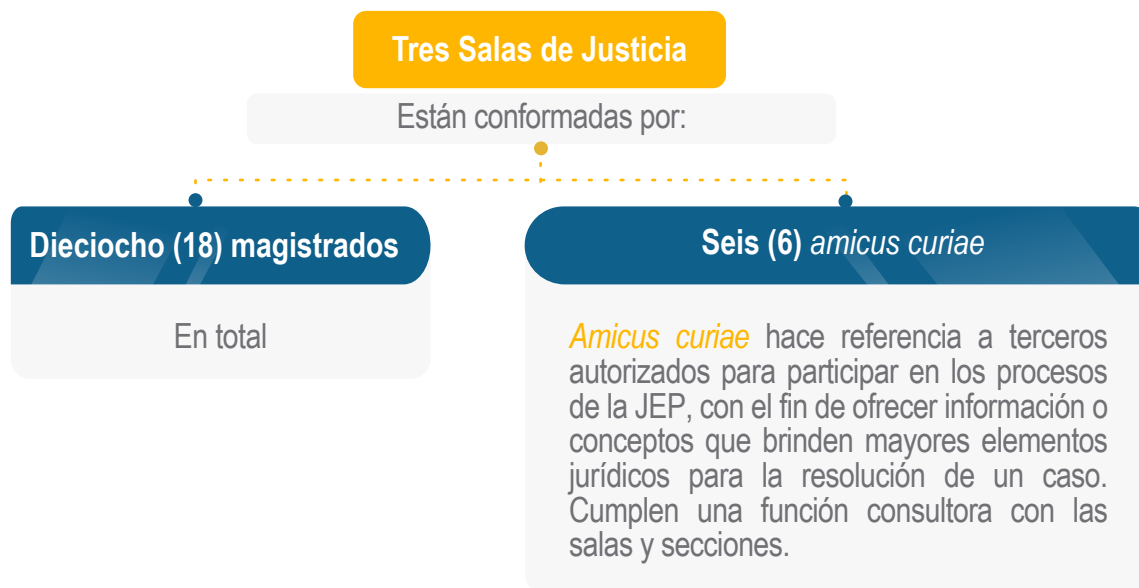 Tres Salas de Justicia
Están conformadas por:
Dieciocho (18) magistrados
En total
Seis (6) amicus curiae
Amicus curiae hace referencia a terceros
autorizados para participar en los procesos
de la JEP, con el fin de ofrecer información o
conceptos que brinden mayores elementos
jurídicos para la resolución de un caso.
Cumplen una función consultora con las
salas y secciones.